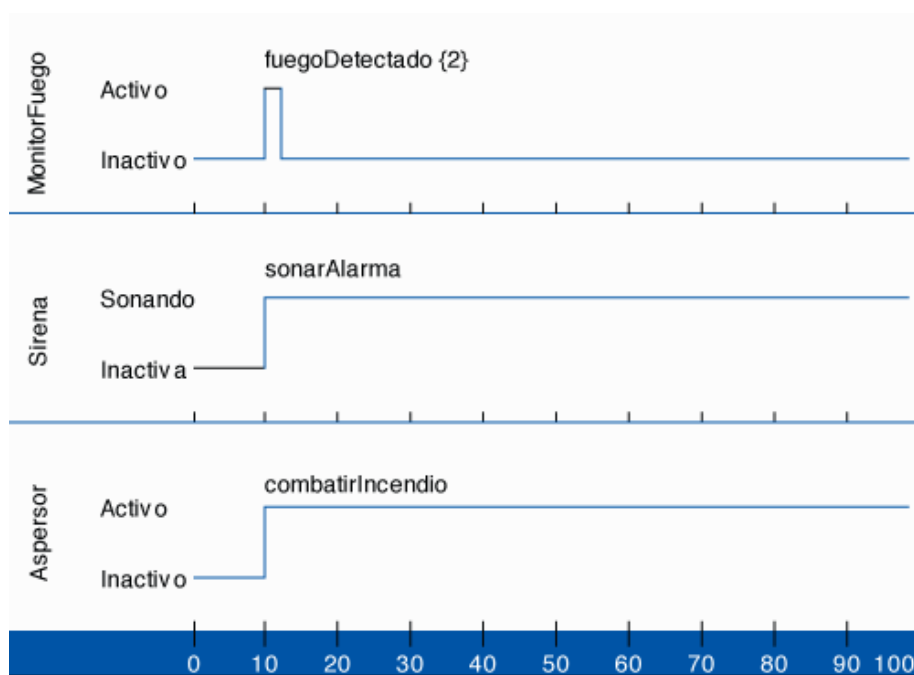 MonitorFuego
fuegoDetectado {2}
Activo
Inactivo
Sirena
sonarAlarma
Sonando
Inactiva
Aspersor
combatirIncendio
Activo
Inactivo
0 10 20 30 40 50 60 70 80 90 100